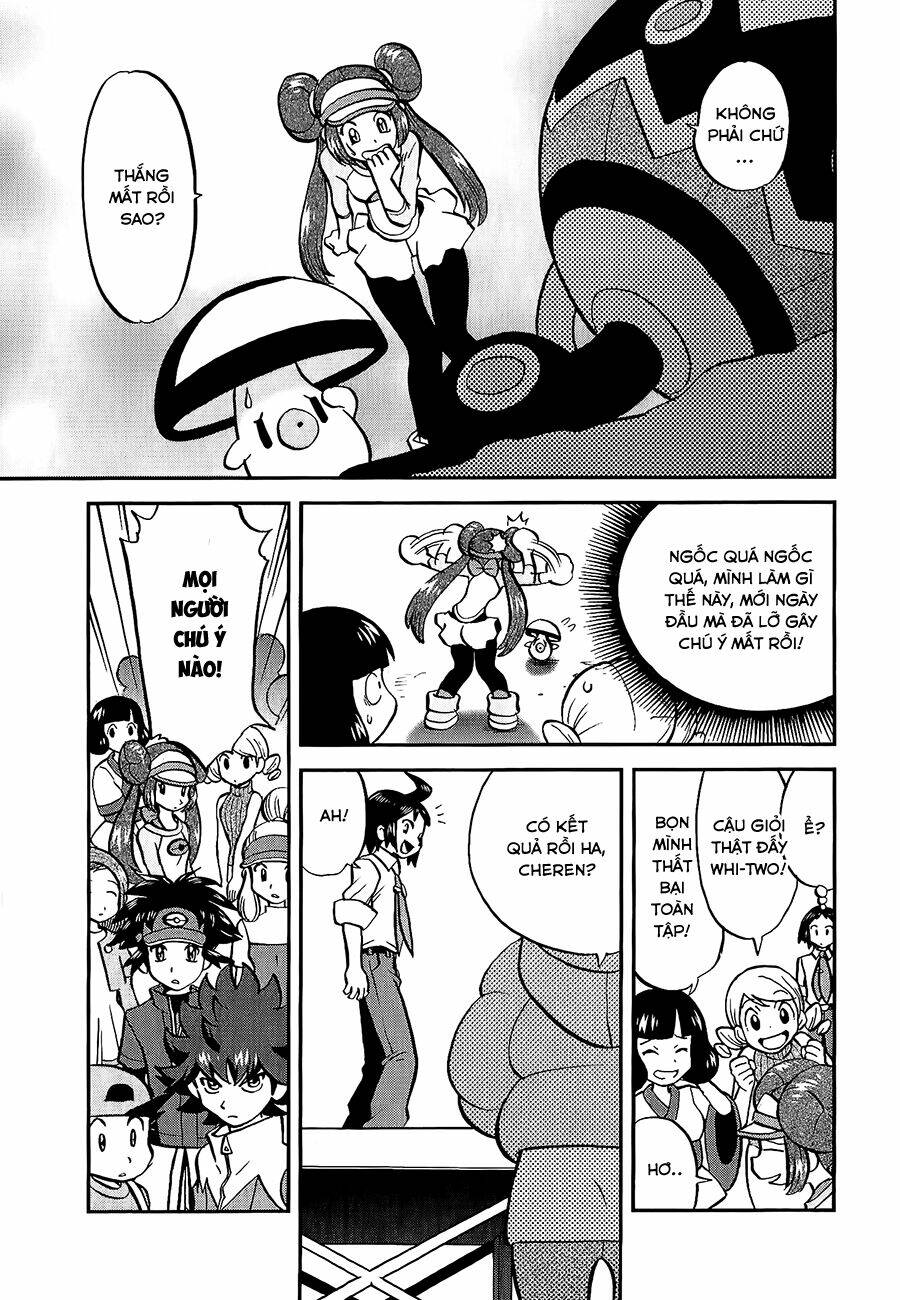 KHÔNG
PHẢI CHỨ
...
THẮNG
MẤT RỒI
SAO?
NGỐC QUÁ NGỐC
QUÁ, MÌNH LÀM GÌ
THẾ NÀY, MỚI NGÀY
ĐẦU MÀ ĐÃ LỠ GÂY
CHÚ Ý MẤT RỒI!
Ể?
CẬU GIỎI
THẬT ĐẤY
WHI-TWO!
BỌN
MÌNH
THẤT
BẠI
TOÀN
TẬP!
HƠ..
CÓ KẾT
QUẢ RỒI HA,
CHEREN?
AH!
MỌI
NGƯỜI
CHÚ Ý
NÀO!